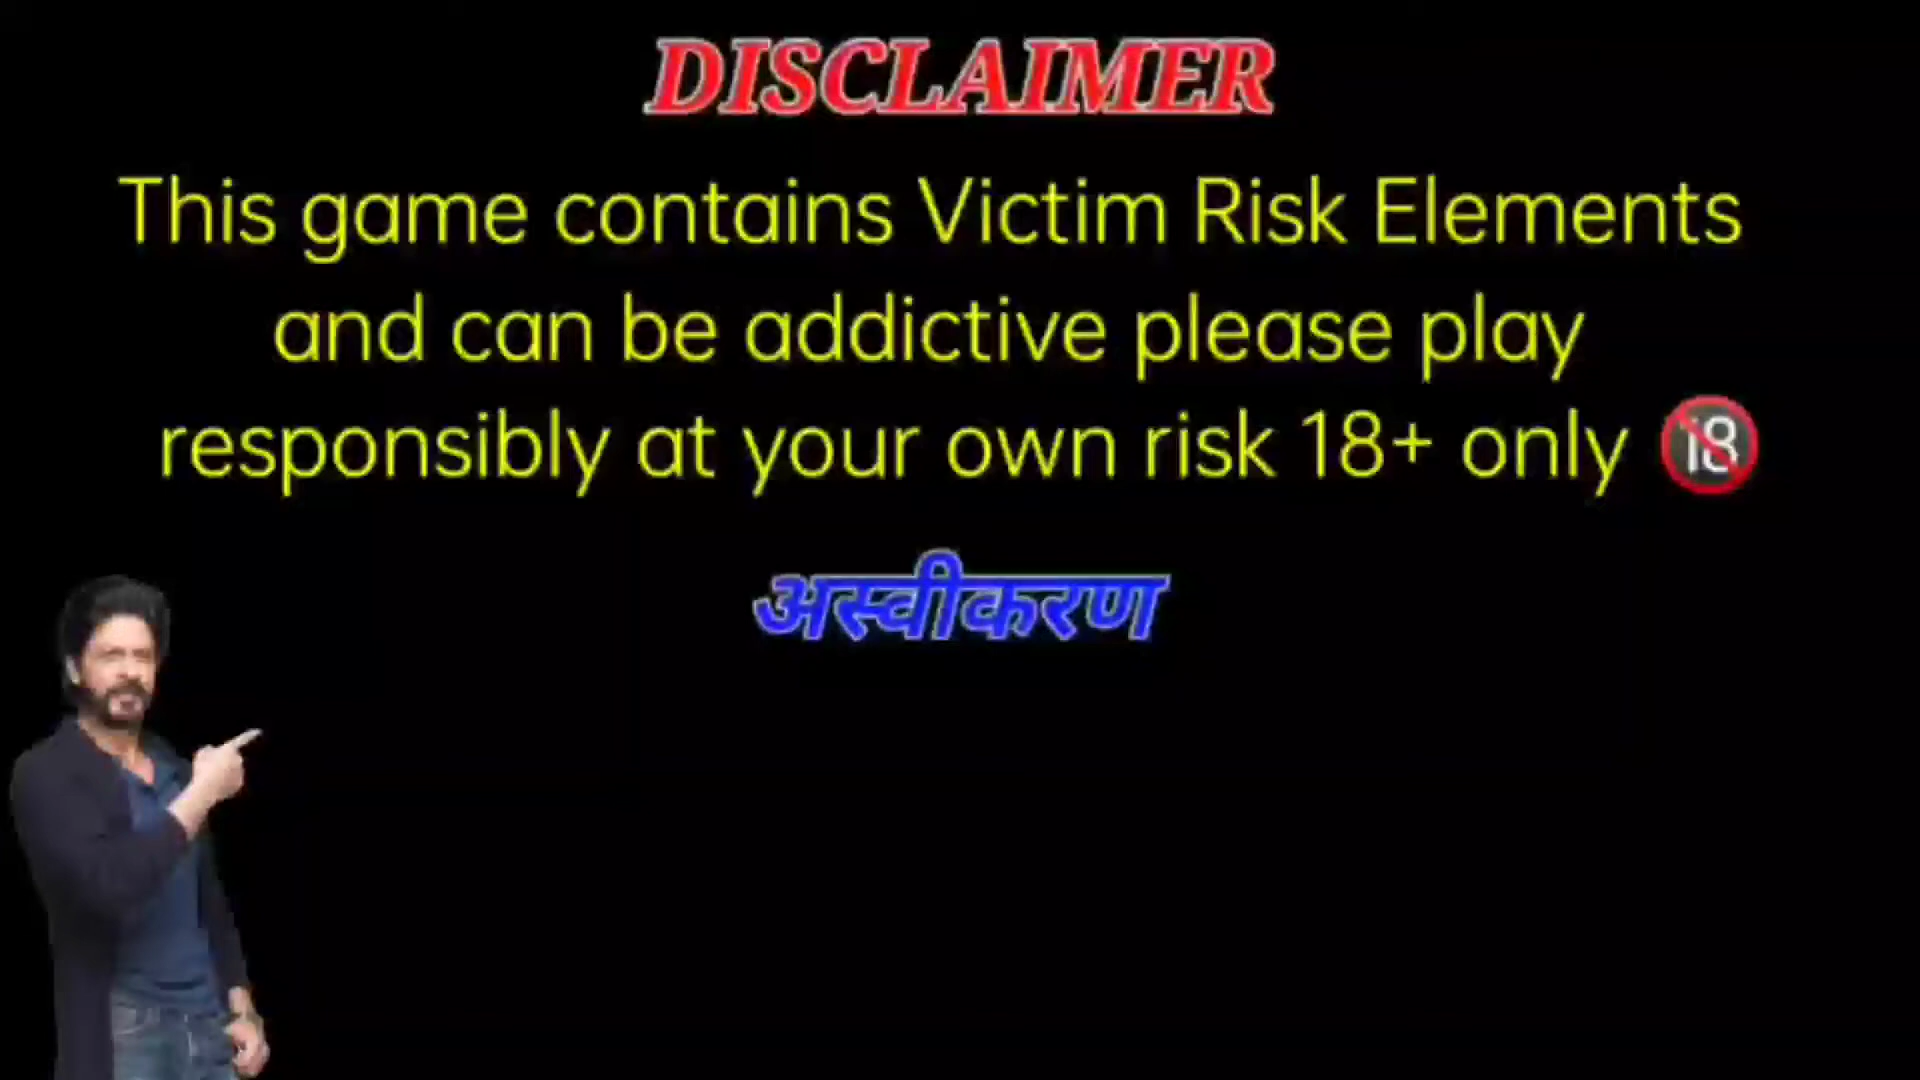 DISCLAIMER
This game contains Victim Risk Elements
and can be addictive please play
responsibly at your own risk 18+ only 🔞
अस्वीकरण